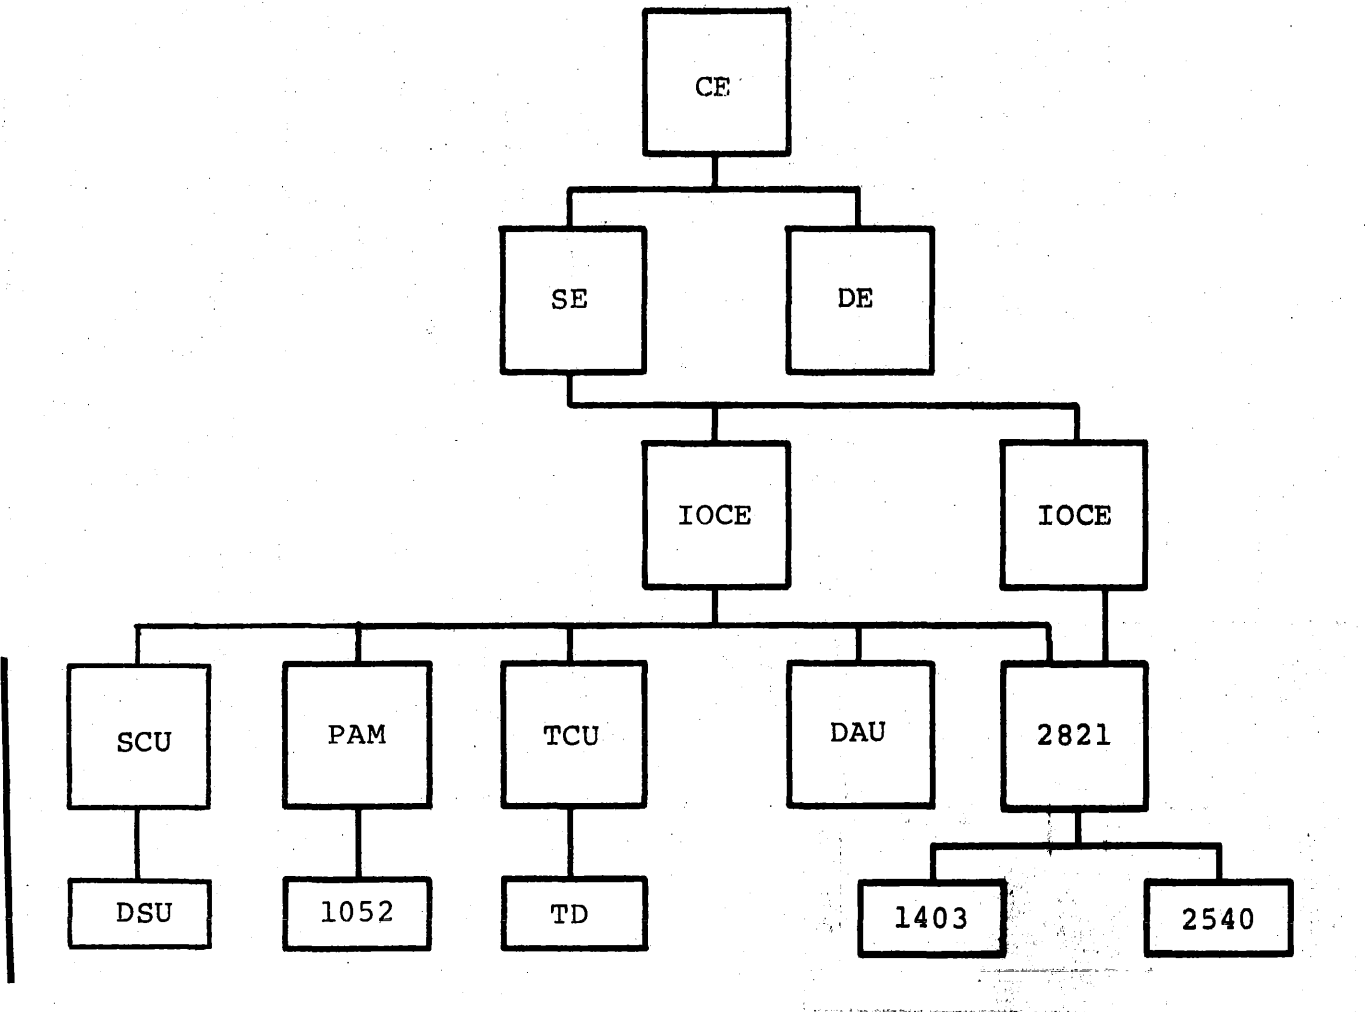 CE
SE
DE
IOCE
IOCE
SCU
PAM
TCU
DAU
2821
DSU
1052
TD
1403
2540